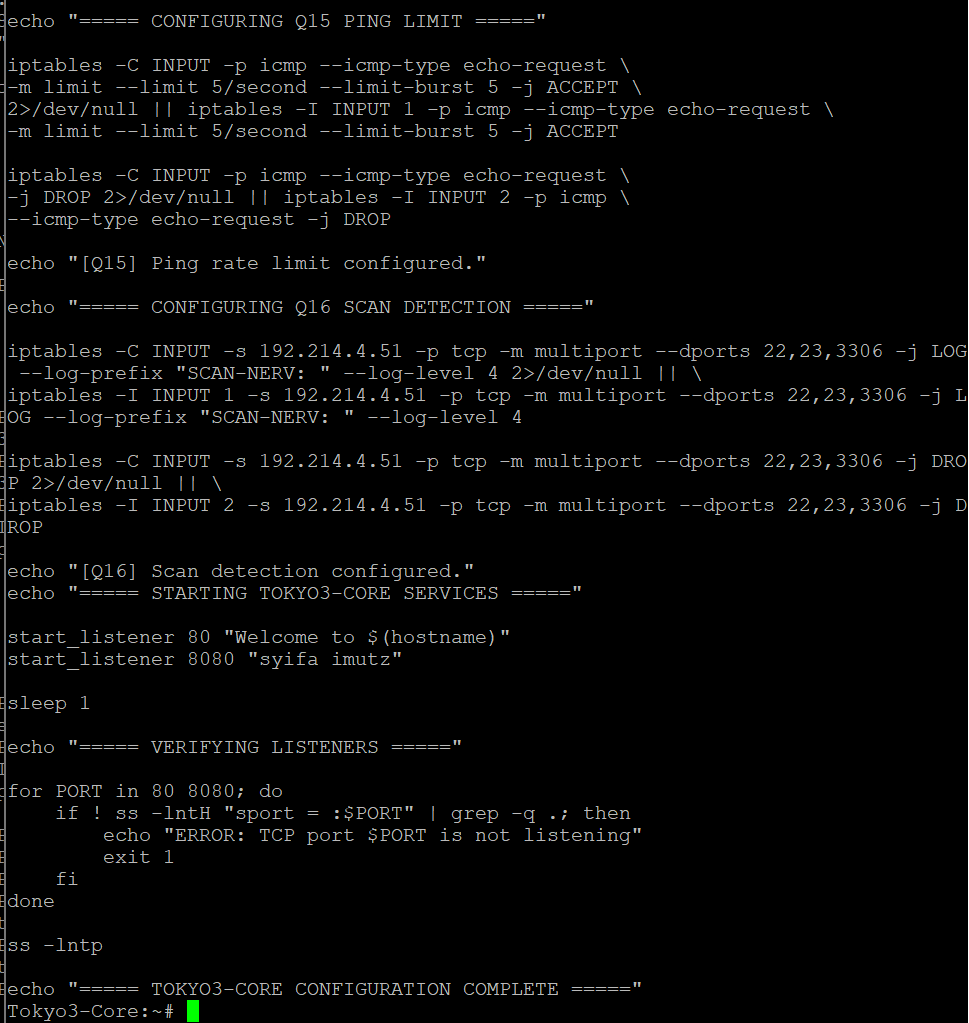 echo "===== CONFIGURING Q15 PING LIMIT ====="
iptables -C INPUT -p icmp --icmp-type echo-request \
-m limit --limit 5/second --limit-burst 5 -j ACCEPT \
2>/dev/null || iptables -I INPUT 1 -p icmp --icmp-type echo-request \
-m limit --limit 5/second --limit-burst 5 -j ACCEPT
iptables -C INPUT -p icmp --icmp-type echo-request \
-j DROP 2>/dev/null || iptables -I INPUT 2 -p icmp \
--icmp-type echo-request -j DROP
echo "[Q15] Ping rate limit configured."
echo "===== CONFIGURING Q16 SCAN DETECTION ====="
iptables -C INPUT -s 192.214.4.51 -p tcp -m multiport --dports 22,23,3306 -j LOG
 --log-prefix "SCAN-NERV: " --log-level 4 2>/dev/null || \
iptables -I INPUT 1 -s 192.214.4.51 -p tcp -m multiport --dports 22,23,3306 -j L
OG --log-prefix "SCAN-NERV: " --log-level 4
iptables -C INPUT -s 192.214.4.51 -p tcp -m multiport --dports 22,23,3306 -j DRO
P 2>/dev/null || \
iptables -I INPUT 2 -s 192.214.4.51 -p tcp -m multiport --dports 22,23,3306 -j D
ROP
echo "[Q16] Scan detection configured."
echo "===== STARTING TOKYO3-CORE SERVICES ====="
start_listener 80 "Welcome to $(hostname)"
start_listener 8080 "syifa imutz"
sleep 1
echo "===== VERIFYING LISTENERS ====="
for PORT in 80 8080; do
    if ! ss -lntH "sport = :$PORT" | grep -q .; then
        echo "ERROR: TCP port $PORT is not listening"
        exit 1
    fi
done
ss -lntp
echo "===== TOKYO3-CORE CONFIGURATION COMPLETE ====="
Tokyo3-Core:~#